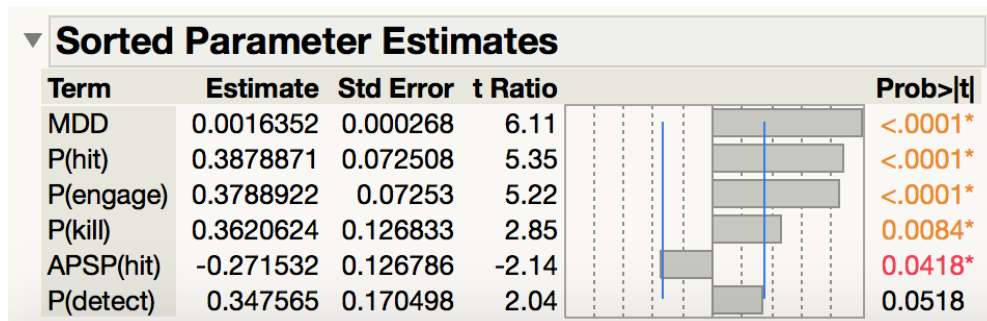 Sorted Parameter Estimates
Term Estimate Std Error t Ratio Prob>|t|
MDD 0.0016352 0.000268 6.11 <.0001*
P(hit) 0.3878871 0.072508 5.35 <.0001*
P(engage) 0.3788922 0.07253 5.22 <.0001*
P(kill) 0.3620624 0.126833 2.85 0.0084*
APSP(hit) -0.271532 0.126786 -2.14 0.0418*
P(detect) 0.347565 0.170498 2.04 0.0518